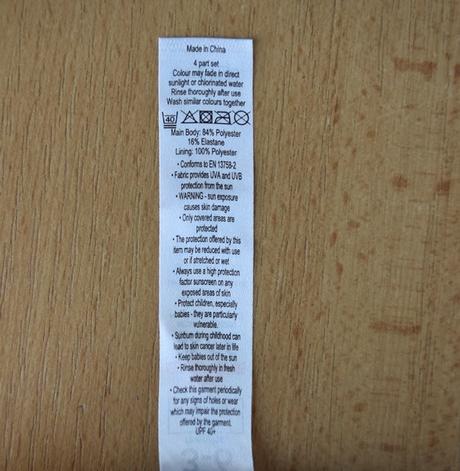 Made in China
4 part set
Colour may fade in direct
sunlight or chlorinated water
Rinse thoroughly after use
Wash similar colours together
40
Main Body: 84% Polyester
16% Elastane
Lining: 100% Polyester
• Conforms to EN 13758-2
• Fabric provides UVA and UVB
protection from the sun
• WARNING - sun exposure
causes skin damage
• Only covered areas are
protected
• The protection offered by this
item may be reduced with use
or if stretched or wet
• Always use a high protection
factor sunscreen on any
exposed areas of skin
• Protect children, especially
babies - they are particularly
vulnerable.
• Sunburn during childhood can
lead to skin cancer later in life
• Keep babies out of the sun
• Rinse thoroughly in fresh
water after use
• Check this garment periodically
for any signs of holes or wear
which may impair the protection
offered by the garment.
UPF 40+